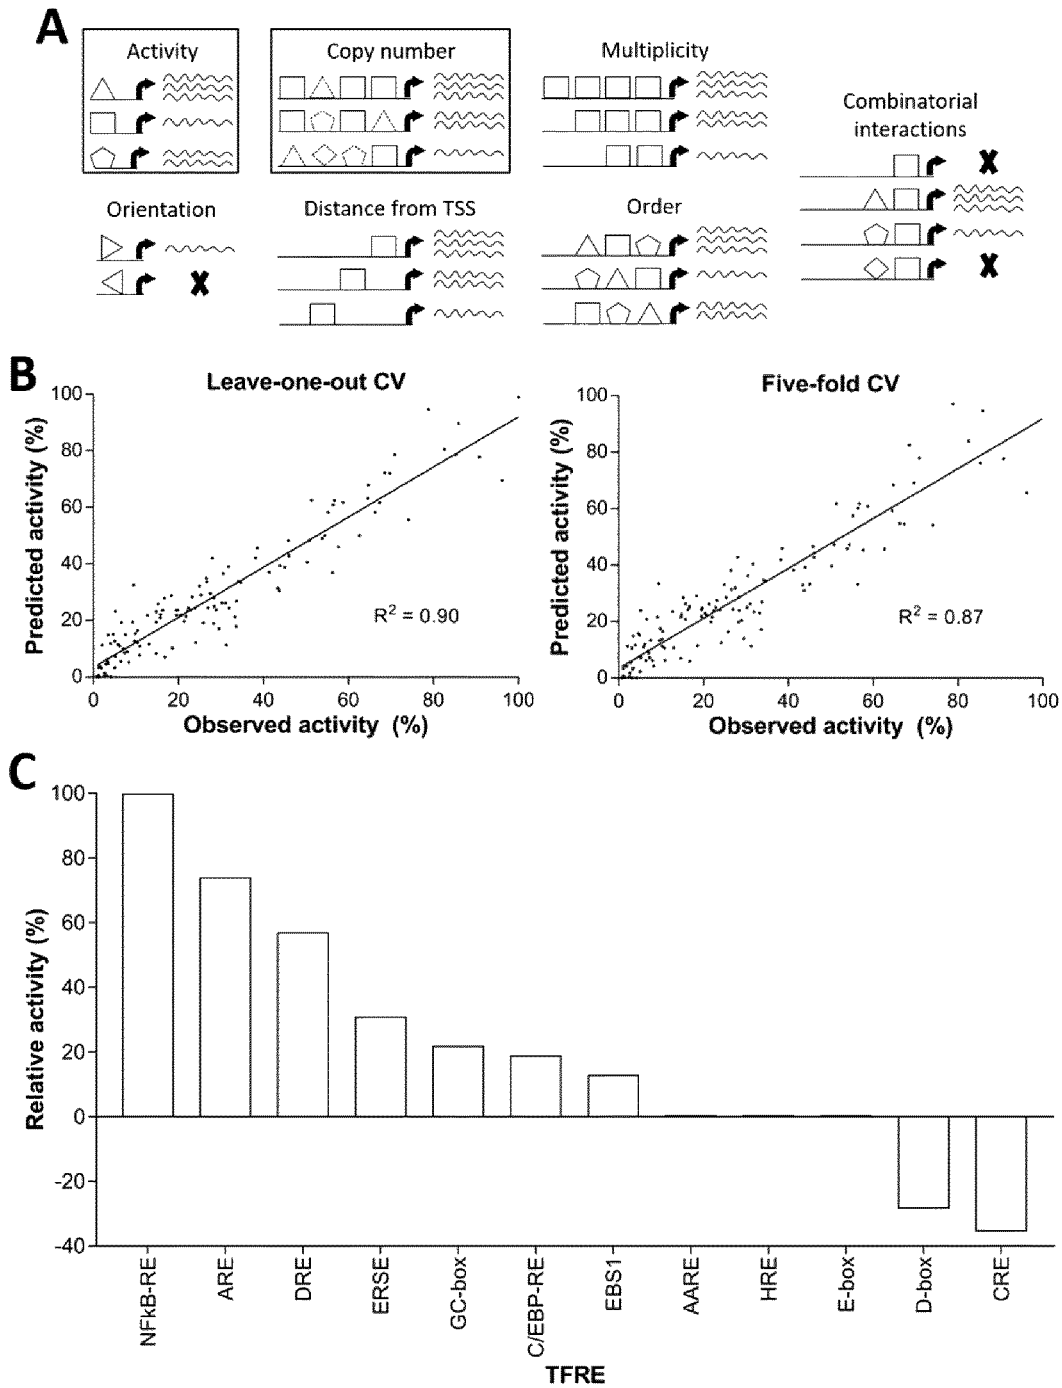 A
Activity
Copy number
Multiplicity
Combinatorial
interactions
Orientation
Distance from TSS
Order
B
Leave-one-out CV
Predicted activity (%)
100
80
60
40
20
0
R² = 0.90
0 20 40 60 80 100
Observed activity (%)
Five-fold CV
Predicted activity (%)
100
80
60
40
20
0
R² = 0.87
0 20 40 60 80 100
Observed activity (%)
C
Relative activity (%)
100
80
60
40
20
0
-20
-40
NFkB-RE
ARE
DRE
ERSE
GC-box
C/EBP-RE
EBS1
AARE
HRE
E-box
D-box
CRE
TFRE